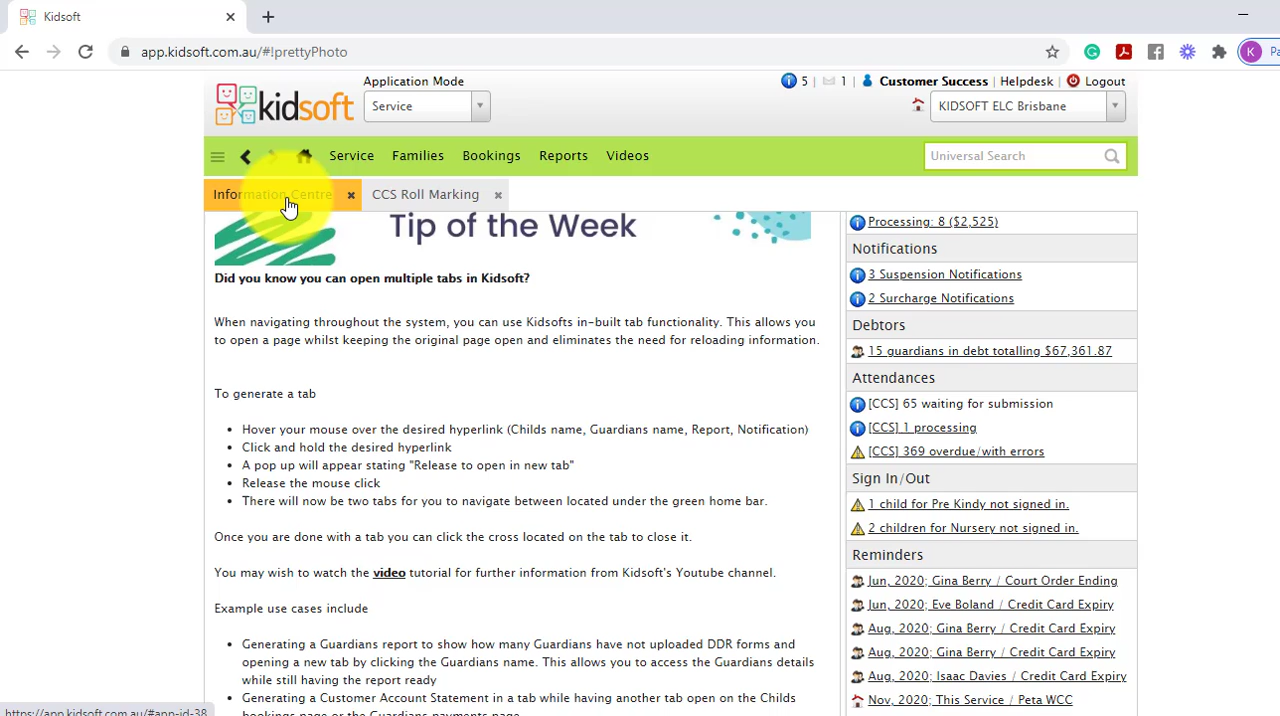 Kidsoft
app.kidsoft.com.au/#!prettyPhoto
K
Pa
kidsoft
Application Mode
Service
5 | 1 | Customer Success | Helpdesk | Logout
KIDSOFT ELC Brisbane
Service Families Bookings Reports Videos
Universal Search
Information Centre
CCS Roll Marking
Tip of the Week
Did you know you can open multiple tabs in Kidsoft?
When navigating throughout the system, you can use Kidsofts in-built tab functionality. This allows you
to open a page whilst keeping the original page open and eliminates the need for reloading information.
To generate a tab
• Hover your mouse over the desired hyperlink (Childs name, Guardians name, Report, Notification)
• Click and hold the desired hyperlink
• A pop up will appear stating "Release to open in new tab"
• Release the mouse click
• There will now be two tabs for you to navigate between located under the green home bar.
Once you are done with a tab you can click the cross located on the tab to close it.
You may wish to watch the video tutorial for further information from Kidsoft's Youtube channel.
Example use cases include
• Generating a Guardians report to show how many Guardians have not uploaded DDR forms and
opening a new tab by clicking the Guardians name. This allows you to access the Guardians details
while still having the report ready
• Generating a Customer Account Statement in a tab while having another tab open on the Childs
bookings page or the Guardians payments page
Processing: 8 ($2,525)
Notifications
3 Suspension Notifications
2 Surcharge Notifications
Debtors
15 guardians in debt totalling $67,361.87
Attendances
[CCS] 65 waiting for submission
[CCS] 1 processing
[CCS] 369 overdue/with errors
Sign In/Out
1 child for Pre Kindy not signed in.
2 children for Nursery not signed in.
Reminders
Jun, 2020; Gina Berry / Court Order Ending
Jun, 2020; Eve Boland / Credit Card Expiry
Aug, 2020; Gina Berry / Credit Card Expiry
Aug, 2020; Gina Berry / Credit Card Expiry
Aug, 2020; Isaac Davies / Credit Card Expiry
Nov, 2020; This Service / Peta WCC
https://app.kidsoft.com.au/#app-id-38